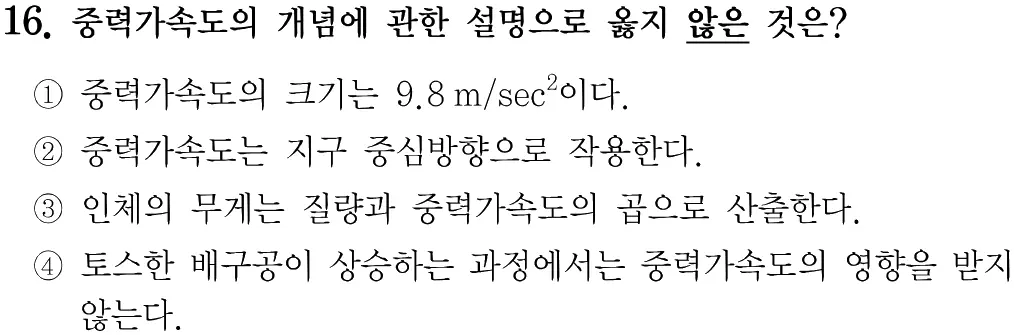 16. 중력가속도의 개념에 관한 설명으로 옳지 않은 것은?
① 중력가속도의 크기는 9.8 m/sec²이다.
② 중력가속도는 지구 중심방향으로 작용한다.
③ 인체의 무게는 질량과 중력가속도의 곱으로 산출한다.
④ 토스한 배구공이 상승하는 과정에서는 중력가속도의 영향을 받지
않는다.